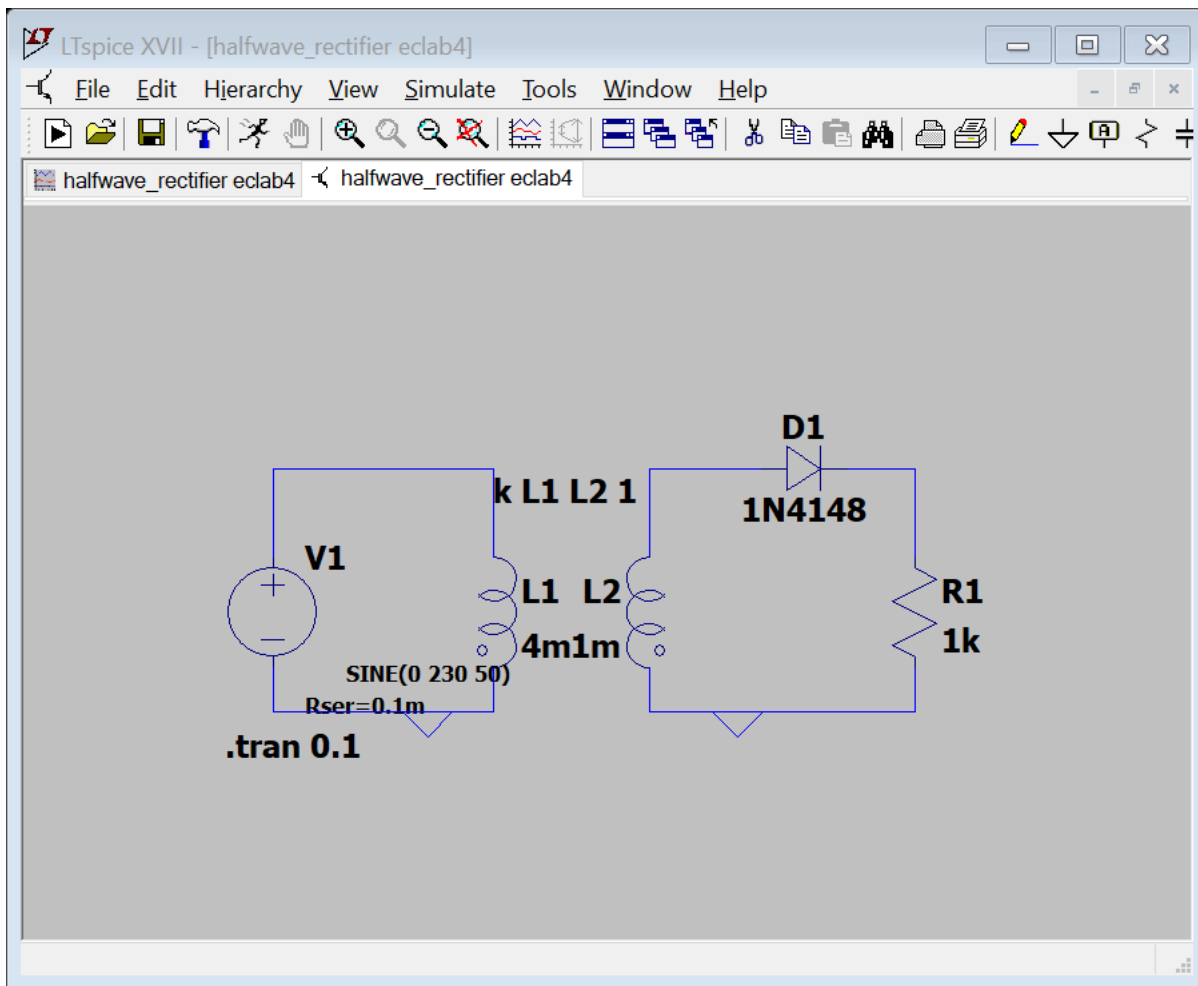 LTspice XVII - [halfwave_rectifier eclab4]
File Edit Hierarchy View Simulate Tools Window Help
halfwave_rectifier eclab4 halfwave_rectifier eclab4
D1
k L1 L2 1
1N4148
V1
L1 L2
R1
4m1m
1k
SINE(0 230 50)
Rser=0.1m
.tran 0.1